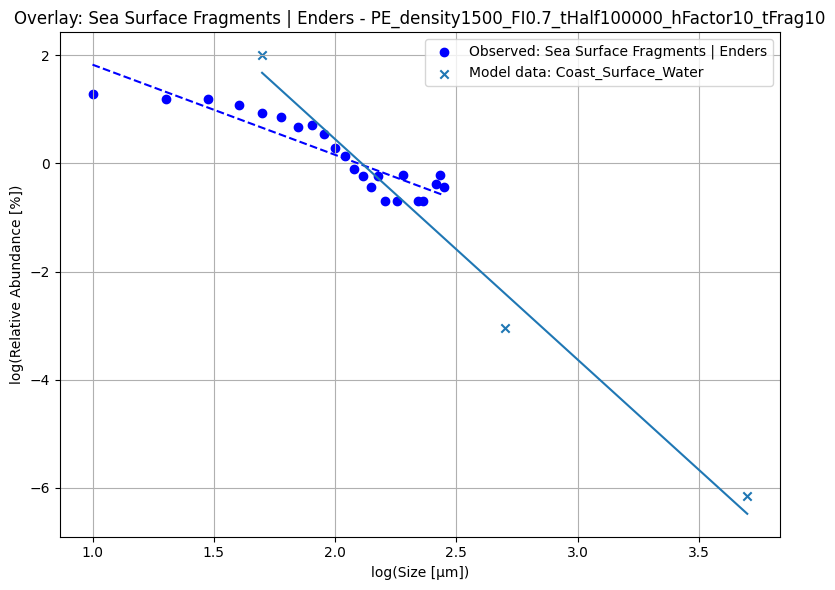 Overlay: Sea Surface Fragments | Enders - PE_density1500_FI0.7_tHalf100000_hFactor10_tFrag10
Observed: Sea Surface Fragments | Enders
Model data: Coast_Surface_Water
log(Relative Abundance [%])
2
0
−2
−4
−6
1.0 1.5 2.0 2.5 3.0 3.5
log(Size [μm])